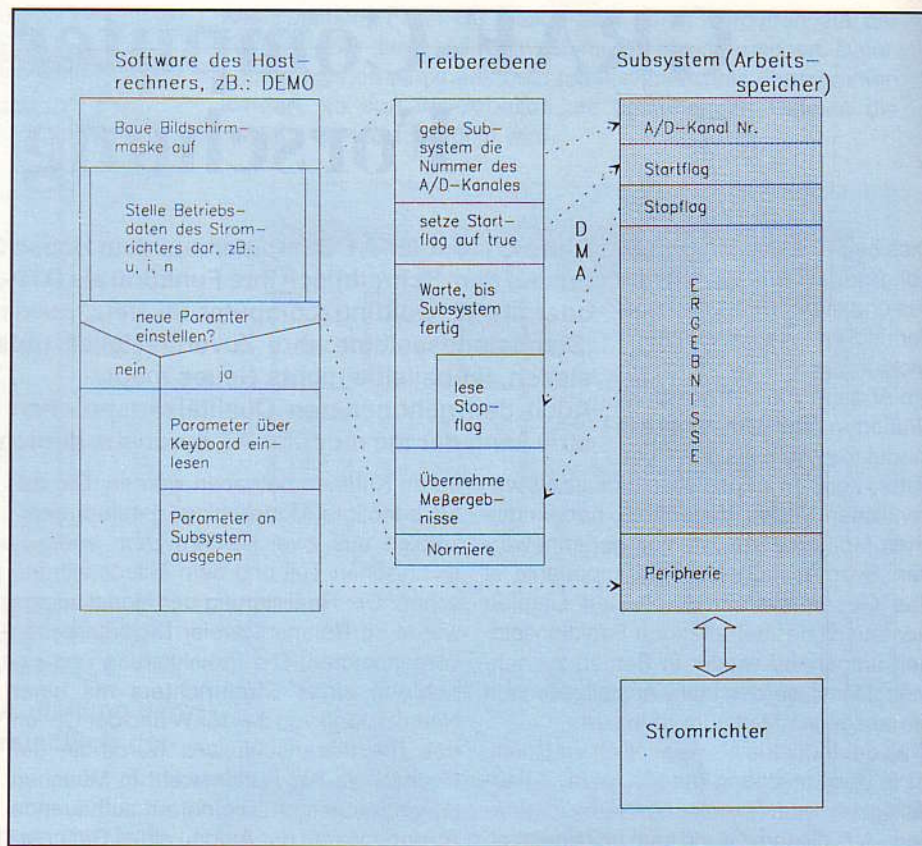 Software des Host-
rechners, zB.: DEMO
Baue Bildschirm-
maske auf
Stelle Betriebs-
daten des Strom-
richters dar, zB.:
u, i, n
neue Paramter
einstellen?
nein
ja
Parameter über
Keyboard ein-
lesen
Parameter an
Subsystem
ausgeben
Treiberebene
gebe Sub-
system die
Nummer des
A/D-Kanales
setze Start-
flag auf true
Warte, bis
Subsystem
fertig
lese
Stop-
flag
Übernehme
Meßergeb-
nisse
Normiere
DMA
Subsystem (Arbeits-
speicher)
A/D-Kanal Nr.
Startflag
Stopflag
ERGEBNISSE
Peripherie
Stromrichter